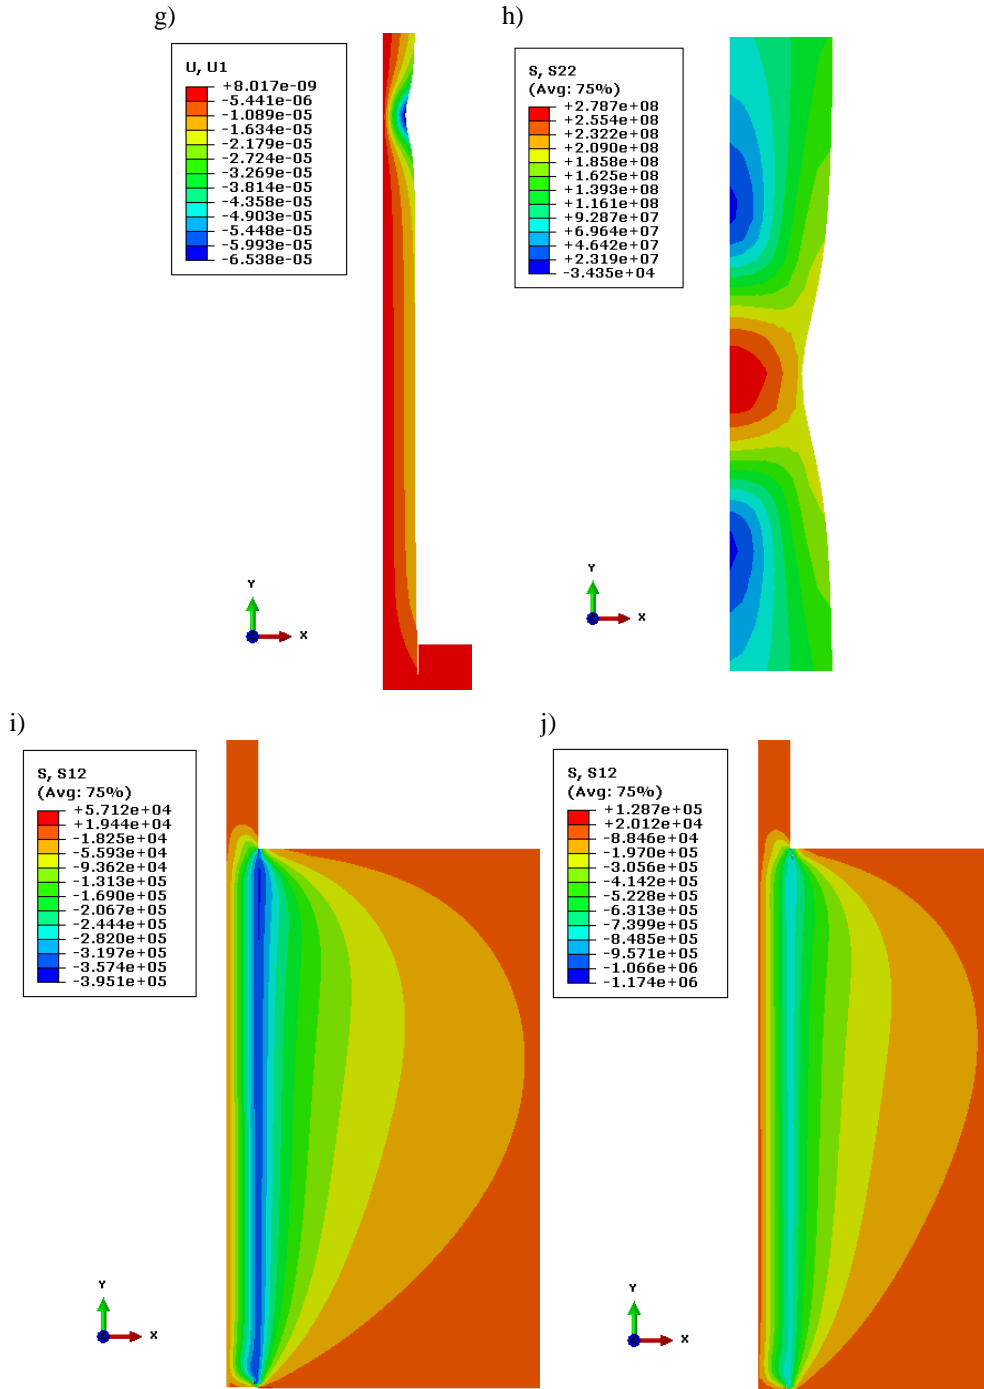 g)
h)
U, U1
+8.017e-09
-5.441e-06
-1.089e-05
-1.634e-05
-2.179e-05
-2.724e-05
-3.269e-05
-3.814e-05
-4.358e-05
-4.903e-05
-5.448e-05
-5.993e-05
-6.538e-05
S, S22
(Avg: 75%)
+2.787e+08
+2.554e+08
+2.322e+08
+2.090e+08
+1.858e+08
+1.625e+08
+1.393e+08
+1.161e+08
+9.287e+07
+6.964e+07
+4.642e+07
+2.319e+07
-3.435e+04
Y
X
Y
X
i)
j)
S, S12
(Avg: 75%)
+5.712e+04
+1.944e+04
-1.825e+04
-5.593e+04
-9.362e+04
-1.313e+05
-1.690e+05
-2.067e+05
-2.444e+05
-2.820e+05
-3.197e+05
-3.574e+05
-3.951e+05
S, S12
(Avg: 75%)
+1.287e+05
+2.012e+04
-8.846e+04
-1.970e+05
-3.056e+05
-4.142e+05
-5.228e+05
-6.313e+05
-7.399e+05
-8.485e+05
-9.571e+05
-1.066e+06
-1.174e+06
Y
X
Y
X